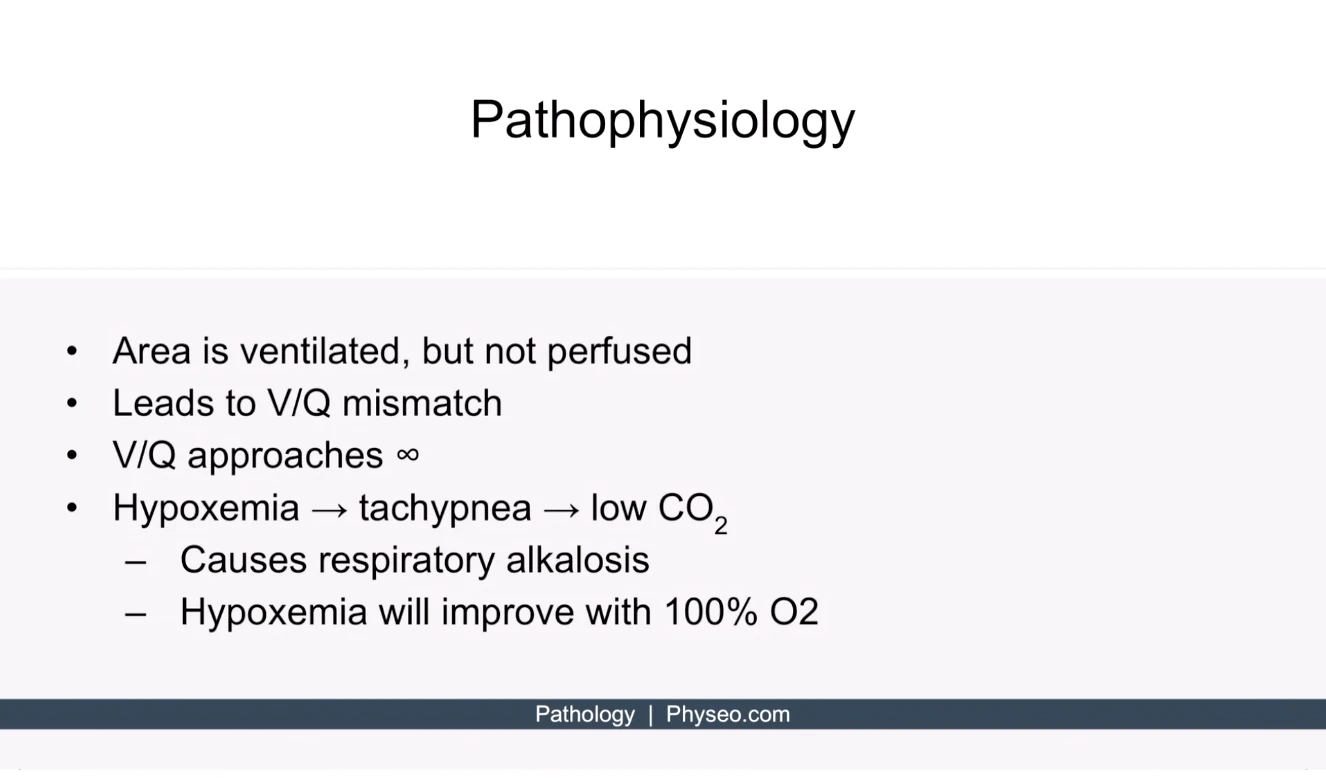 Pathophysiology
• Area is ventilated, but not perfused
• Leads to V/Q mismatch
• V/Q approaches ∞
• Hypoxemia → tachypnea → low CO₂
– Causes respiratory alkalosis
– Hypoxemia will improve with 100% O2
Pathology | Physeo.com